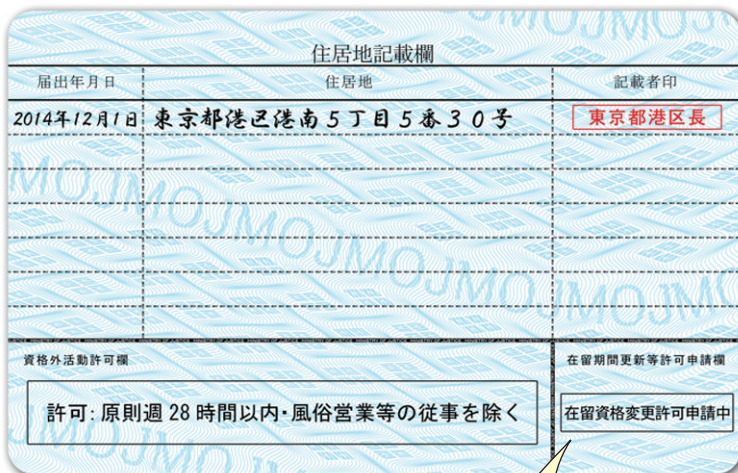 住居地記載欄
届出年月日 住居地 記載者印
2014年12月1日 東京都港区港南5丁目5番30号 東京都港区長
MOJMOJMOJMOJMOJMOJ
資格外活動許可欄 在留期間更新等許可申請欄
許可:原則週28時間以内・風俗営業等の従事を除く 在留資格変更許可申請中